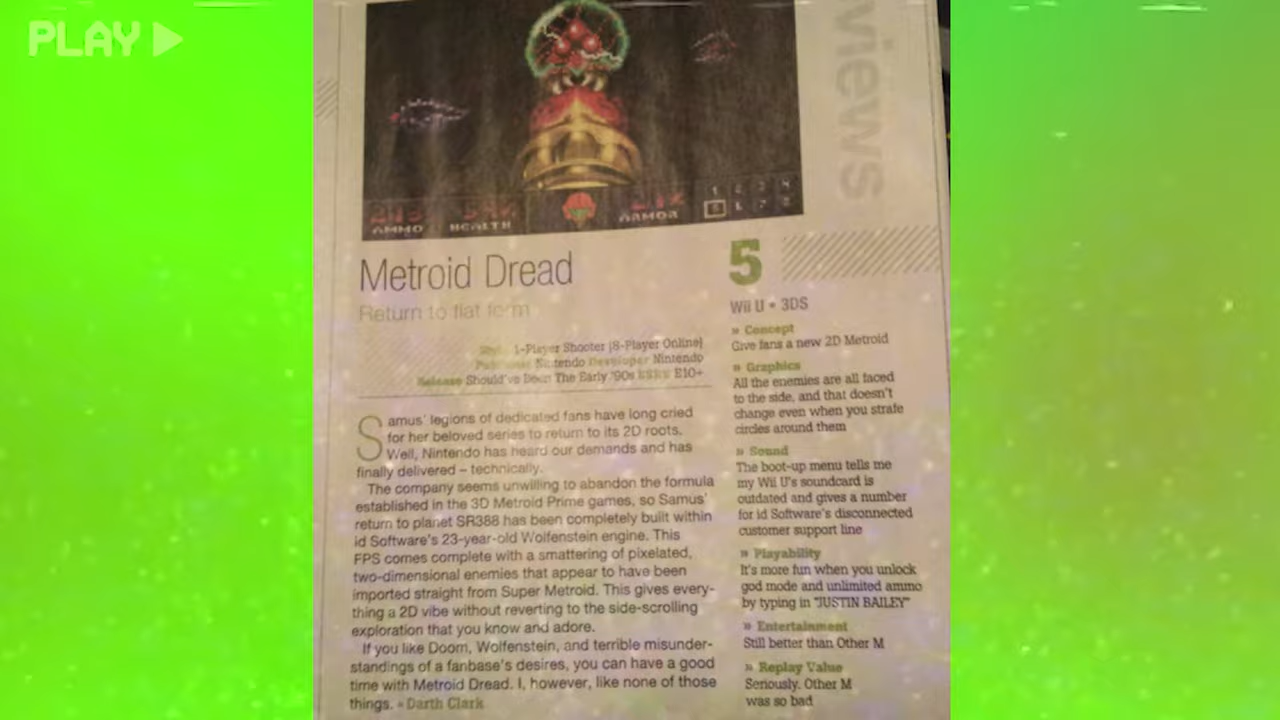 PLAY
views
AMMO HEALTH ARMOR
Metroid Dread
Return to flat form
1-Player Shooter (8-Player Online)
Nintendo Developer Nintendo
Release Should've Been The Early '90s ESRB E10+
Samus' legions of dedicated fans have long cried
for her beloved series to return to its 2D roots.
Well, Nintendo has heard our demands and has
finally delivered – technically.
The company seems unwilling to abandon the formula
established in the 3D Metroid Prime games, so Samus'
return to planet SR388 has been completely built within
id Software's 23-year-old Wolfenstein engine. This
FPS comes complete with a smattering of pixelated,
two-dimensional enemies that appear to have been
imported straight from Super Metroid. This gives every-
thing a 2D vibe without reverting to the side-scrolling
exploration that you know and adore.
If you like Doom, Wolfenstein, and terrible misunder-
standings of a fanbase's desires, you can have a good
time with Metroid Dread. I, however, like none of those
things. » Darth Clark
5
Wii U • 3DS
» Concept
Give fans a new 2D Metroid
» Graphics
All the enemies are all faced
to the side, and that doesn't
change even when you strafe
circles around them
» Sound
The boot-up menu tells me
my Wii U's soundcard is
outdated and gives a number
for id Software's disconnected
customer support line
» Playability
It's more fun when you unlock
god mode and unlimited ammo
by typing in "JUSTIN BAILEY"
» Entertainment
Still better than Other M
» Replay Value
Seriously. Other M
was so bad